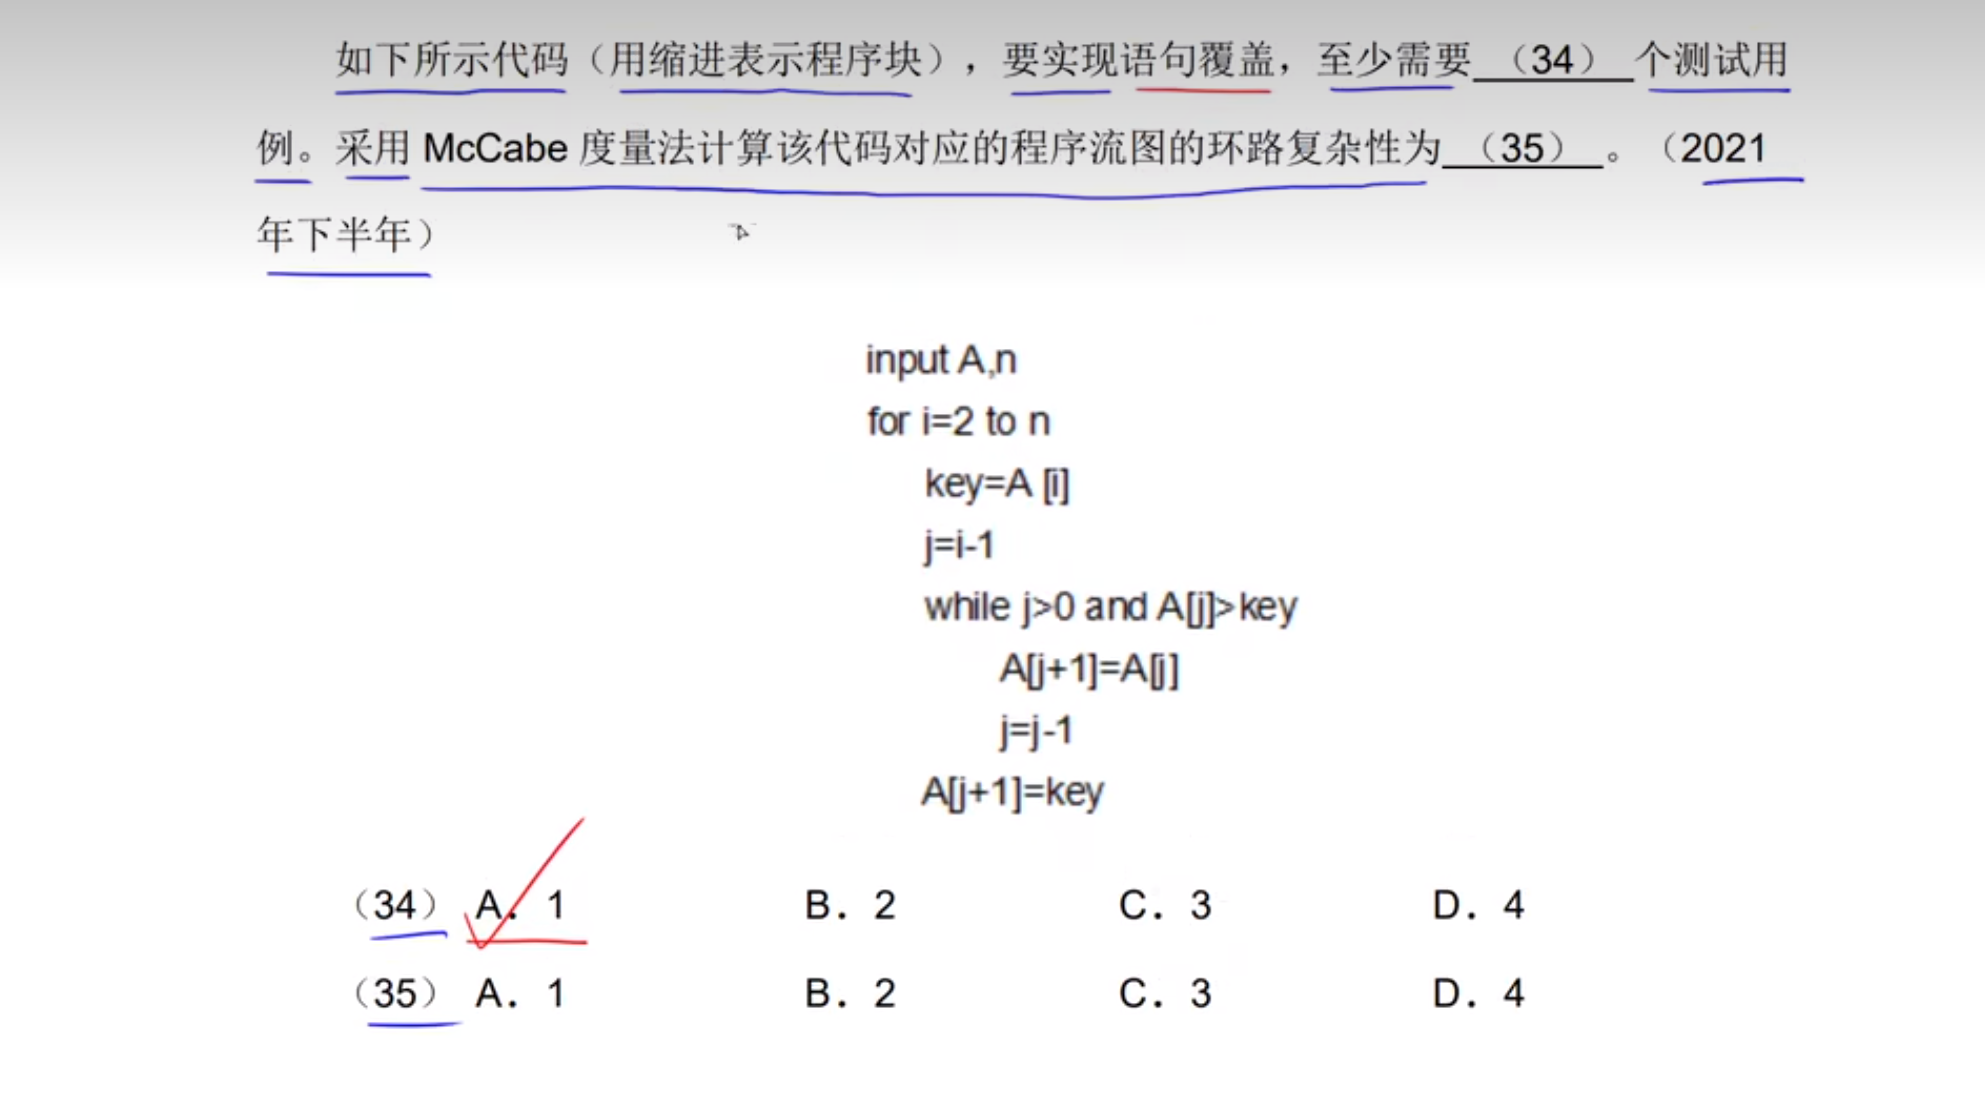 如下所示代码（用缩进表示程序块），要实现语句覆盖，至少需要（34）个测试用
例。采用 McCabe 度量法计算该代码对应的程序流图的环路复杂性为（35）。（2021
年下半年）
input A,n
for i=2 to n
key=A [i]
j=i-1
while j>0 and A[j]>key
A[j+1]=A[j]
j=j-1
A[j+1]=key
（34） A. 1 B. 2 C. 3 D. 4
（35） A. 1 B. 2 C. 3 D. 4